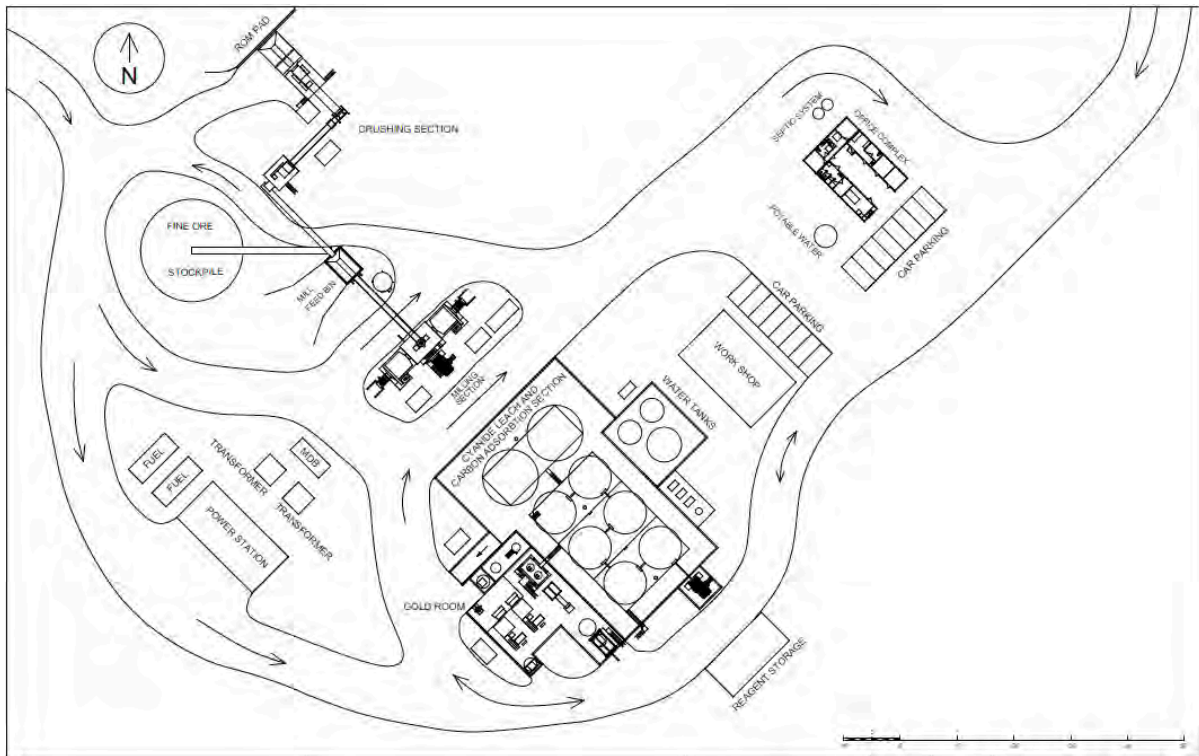 N
ROM PAD
CRUSHING SECTION
SEPTIC SYSTEM
OFFICE COMPLEX
POTABLE WATER
CAR PARKING
FINE ORE
STOCKPILE
MILL
FEED BIN
CAR PARKING
WORK SHOP
MILLING
SECTION
WATER TANKS
CYANIDE LEACH AND
CARBON ADSORBTION SECTION
FUEL
FUEL
TRANSFORMER
MDB
TRANSFORMER
POWER STATION
GOLD ROOM
REAGENT STORAGE